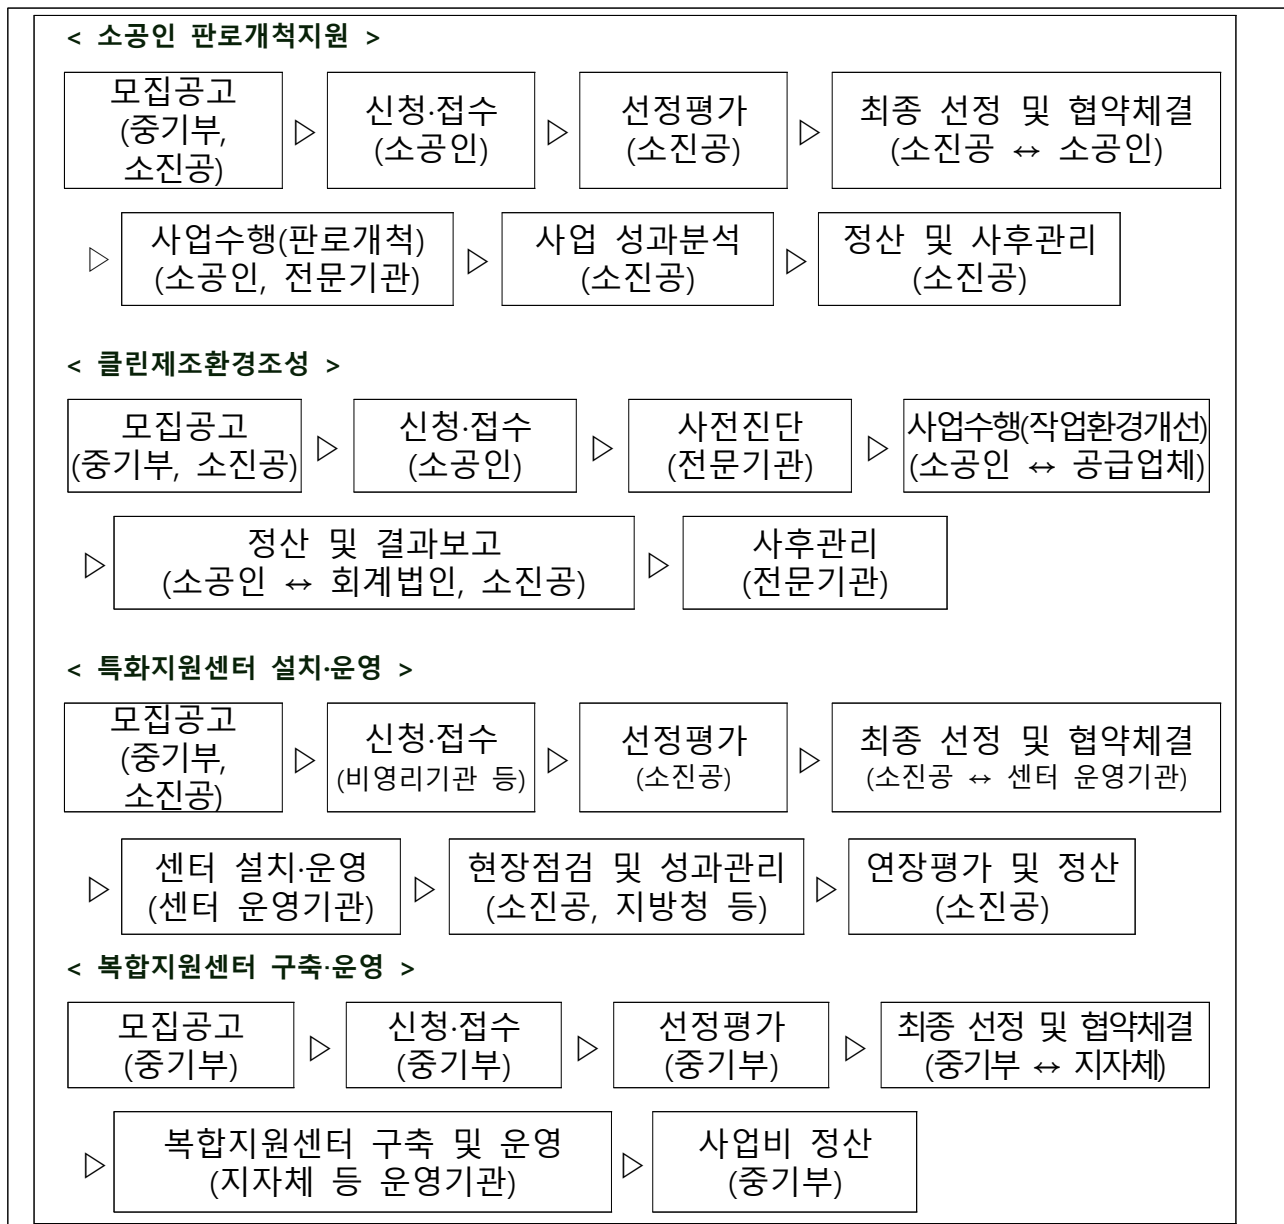 < 소공인 판로개척지원 >
모집공고
(중기부,
소진공)
▷
신청·접수
(소공인)
▷
선정평가
(소진공)
▷
최종 선정 및 협약체결
(소진공 ↔ 소공인)
▷
사업수행(판로개척)
(소공인, 전문기관)
▷
사업 성과분석
(소진공)
▷
정산 및 사후관리
(소진공)
< 클린제조환경조성 >
모집공고
(중기부, 소진공)
▷
신청·접수
(소공인)
▷
사전진단
(전문기관)
▷
사업수행(작업환경개선)
(소공인 ↔ 공급업체)
▷
정산 및 결과보고
(소공인 ↔ 회계법인, 소진공)
▷
사후관리
(전문기관)
< 특화지원센터 설치·운영 >
모집공고
(중기부,
소진공)
▷
신청·접수
(비영리기관 등)
▷
선정평가
(소진공)
▷
최종 선정 및 협약체결
(소진공 ↔ 센터 운영기관)
▷
센터 설치·운영
(센터 운영기관)
▷
현장점검 및 성과관리
(소진공, 지방청 등)
▷
연장평가 및 정산
(소진공)
< 복합지원센터 구축·운영 >
모집공고
(중기부)
▷
신청·접수
(중기부)
▷
선정평가
(중기부)
▷
최종 선정 및 협약체결
(중기부 ↔ 지자체)
▷
복합지원센터 구축 및 운영
(지자체 등 운영기관)
▷
사업비 정산
(중기부)